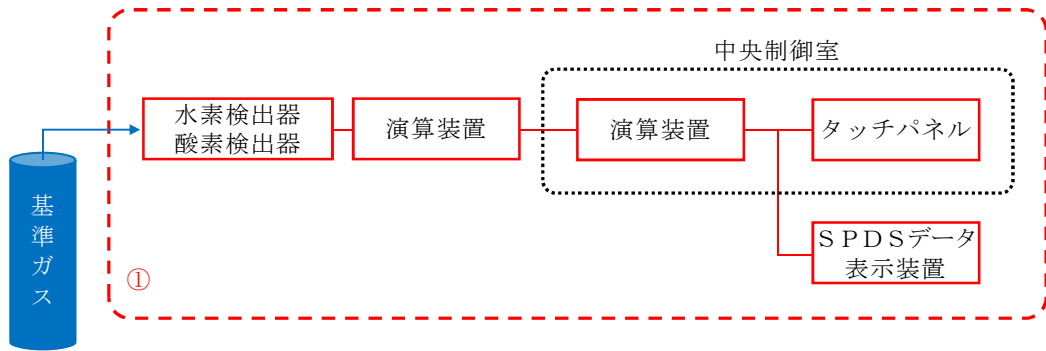 中央制御室
水素検出器
酸素検出器
演算装置
演算装置
タッチパネル
基準ガス
SPDSデータ
表示装置
①